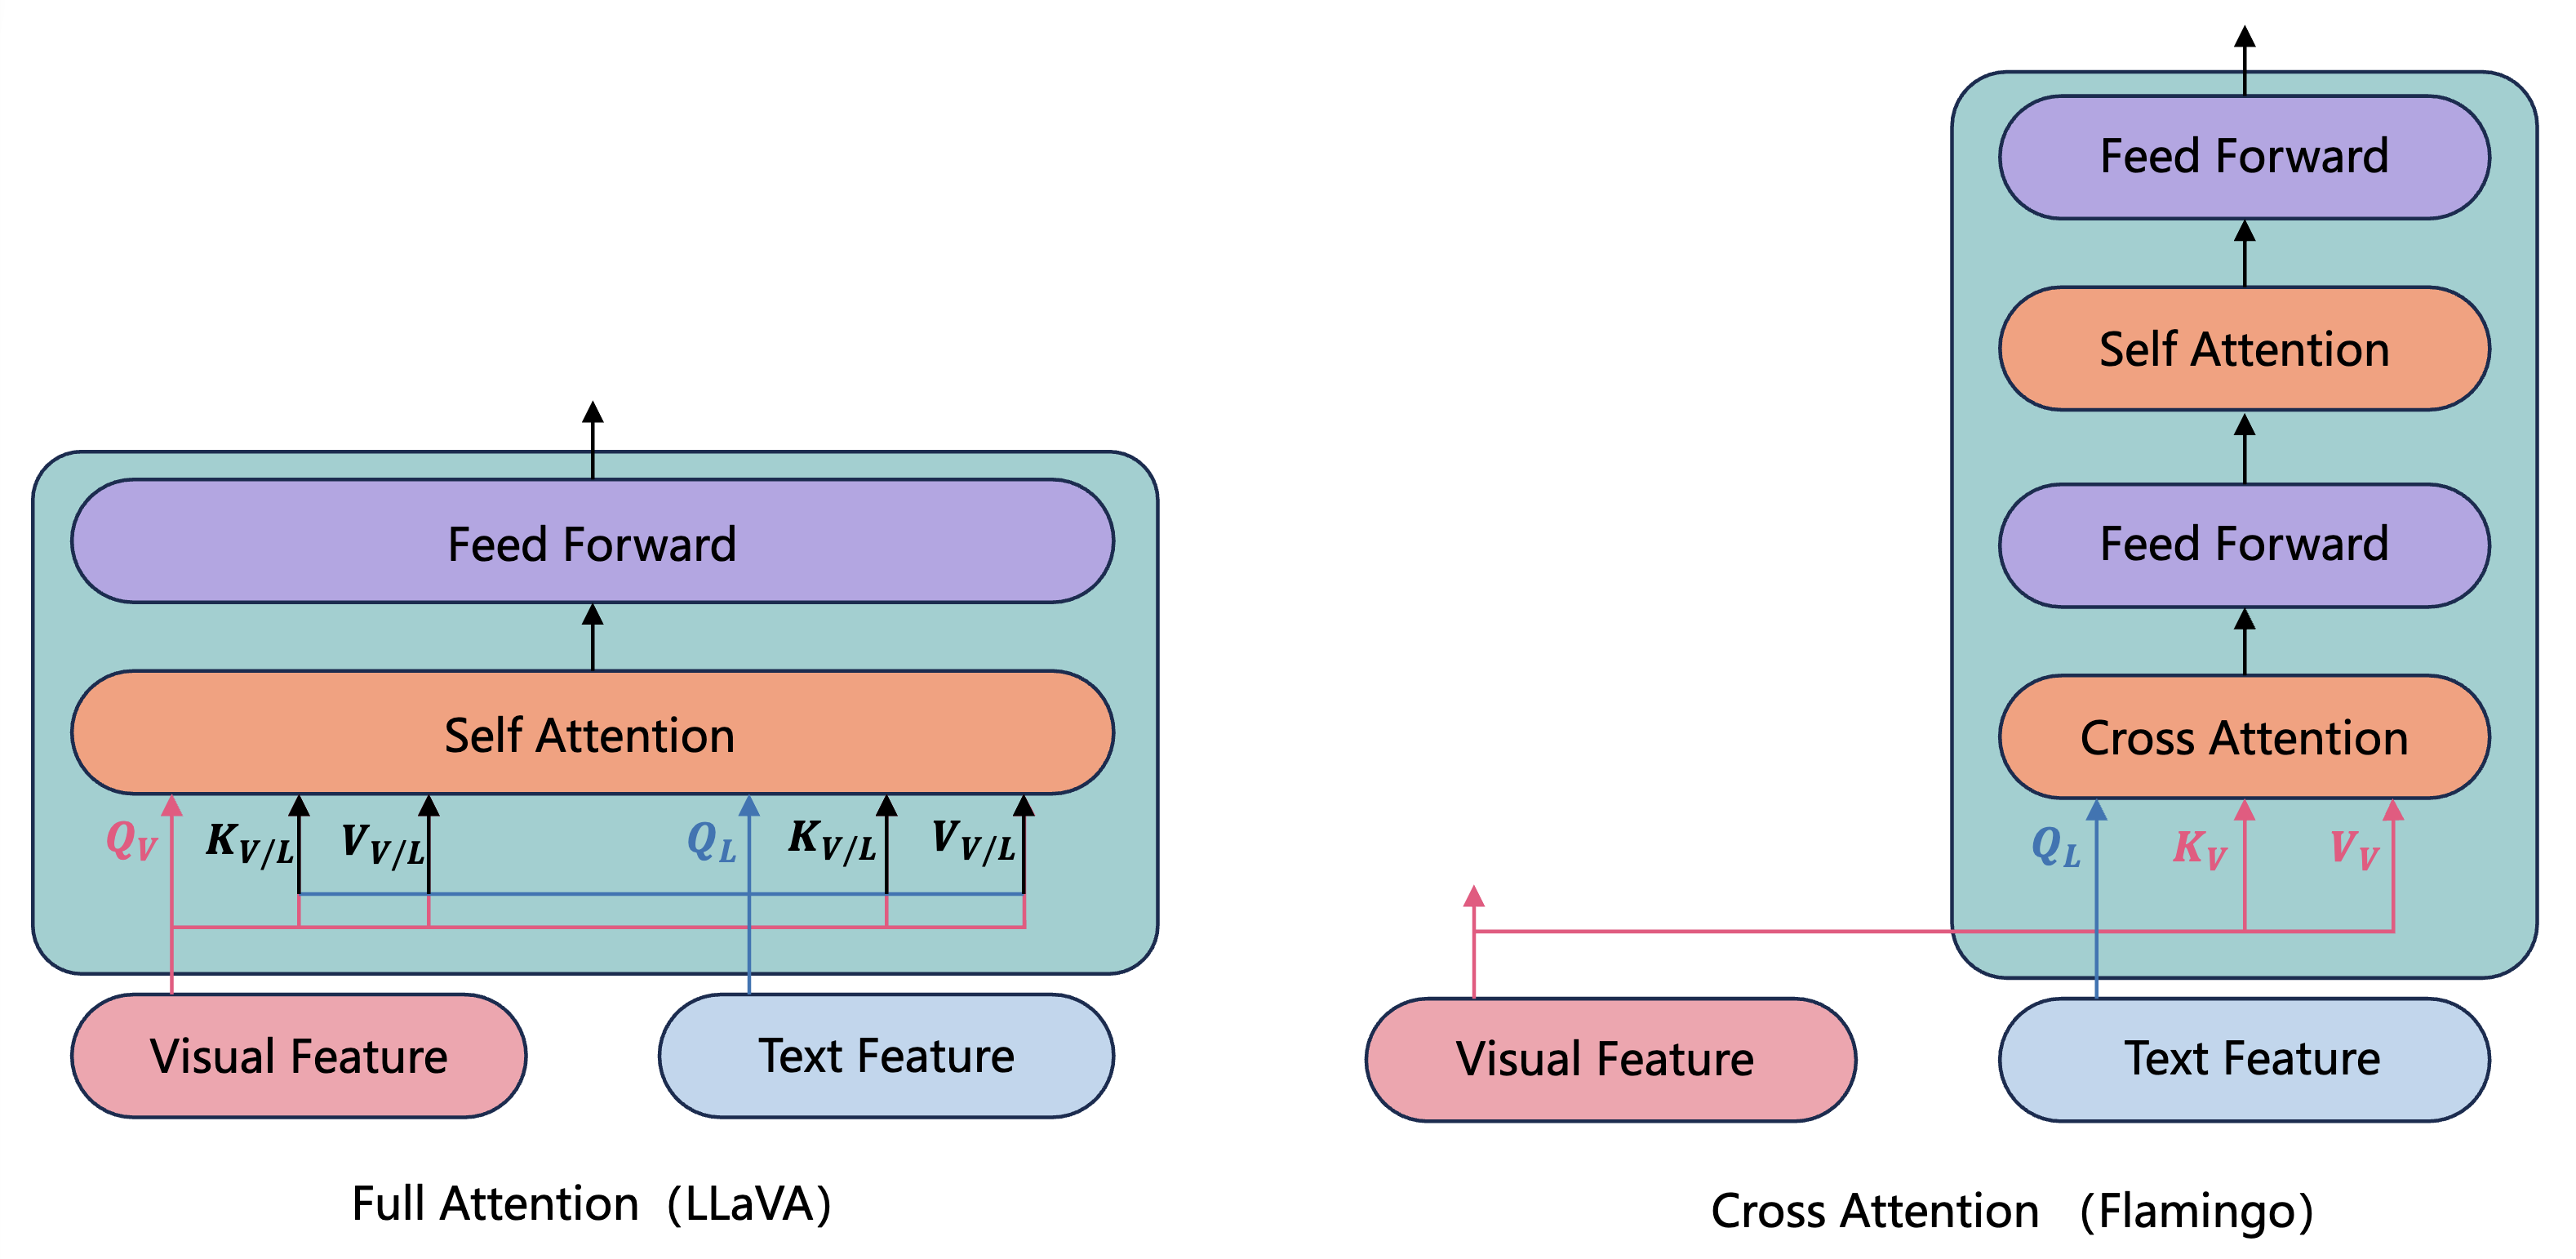 Feed Forward
Self Attention
Q_V K_{V/L} V_{V/L} Q_L K_{V/L} V_{V/L}
Visual Feature Text Feature
Full Attention（LLaVA）
Feed Forward
Self Attention
Feed Forward
Cross Attention
Q_L K_V V_V
Visual Feature Text Feature
Cross Attention （Flamingo）